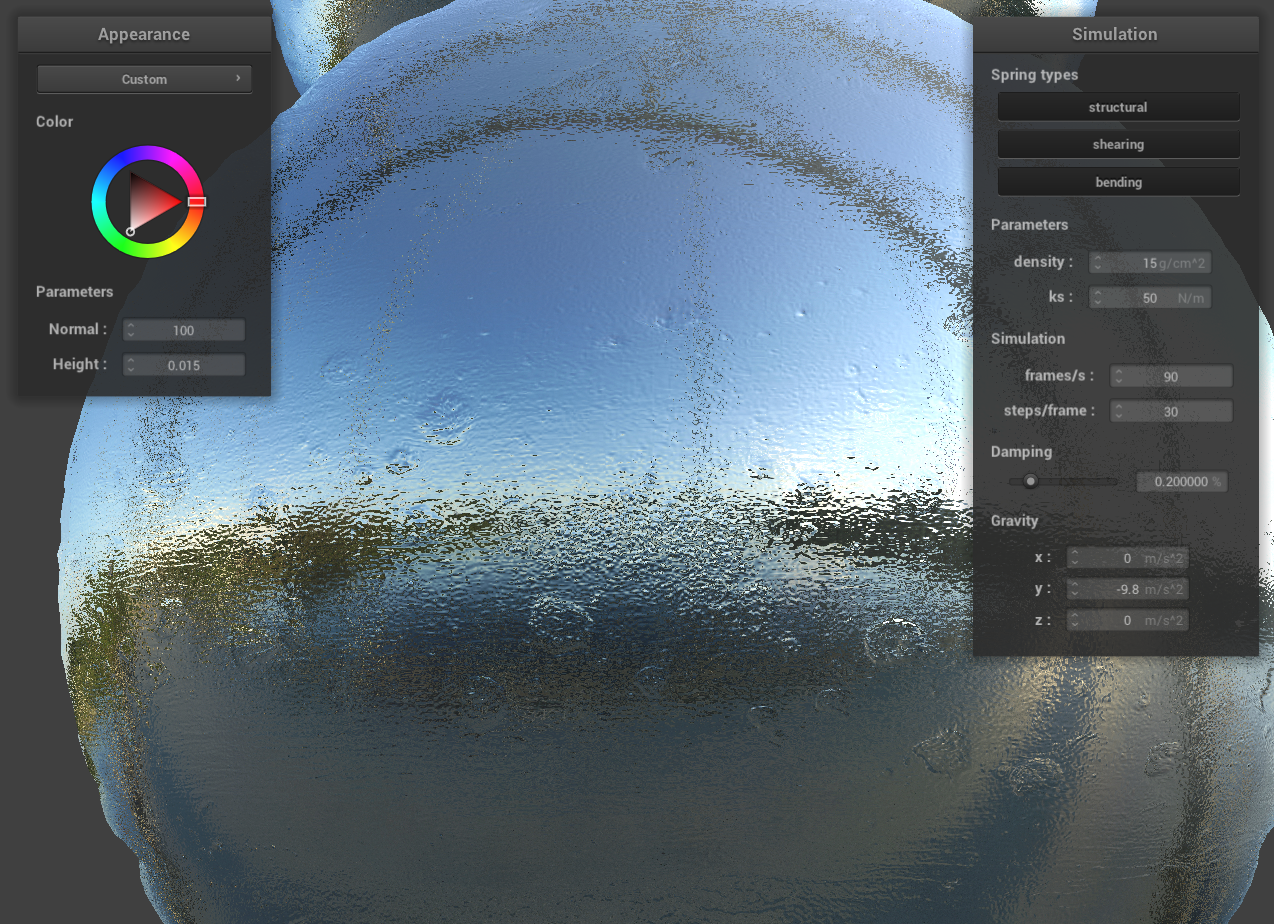 Appearance
Custom
Color
Parameters
Normal : 100
Height : 0.015
Simulation
Spring types
structural
shearing
bending
Parameters
density : 15 g/cm^2
ks : 50 N/m
Simulation
frames/s : 90
steps/frame : 30
Damping
0.200000 %
Gravity
x : 0 m/s^2
y : -9.8 m/s^2
z : 0 m/s^2